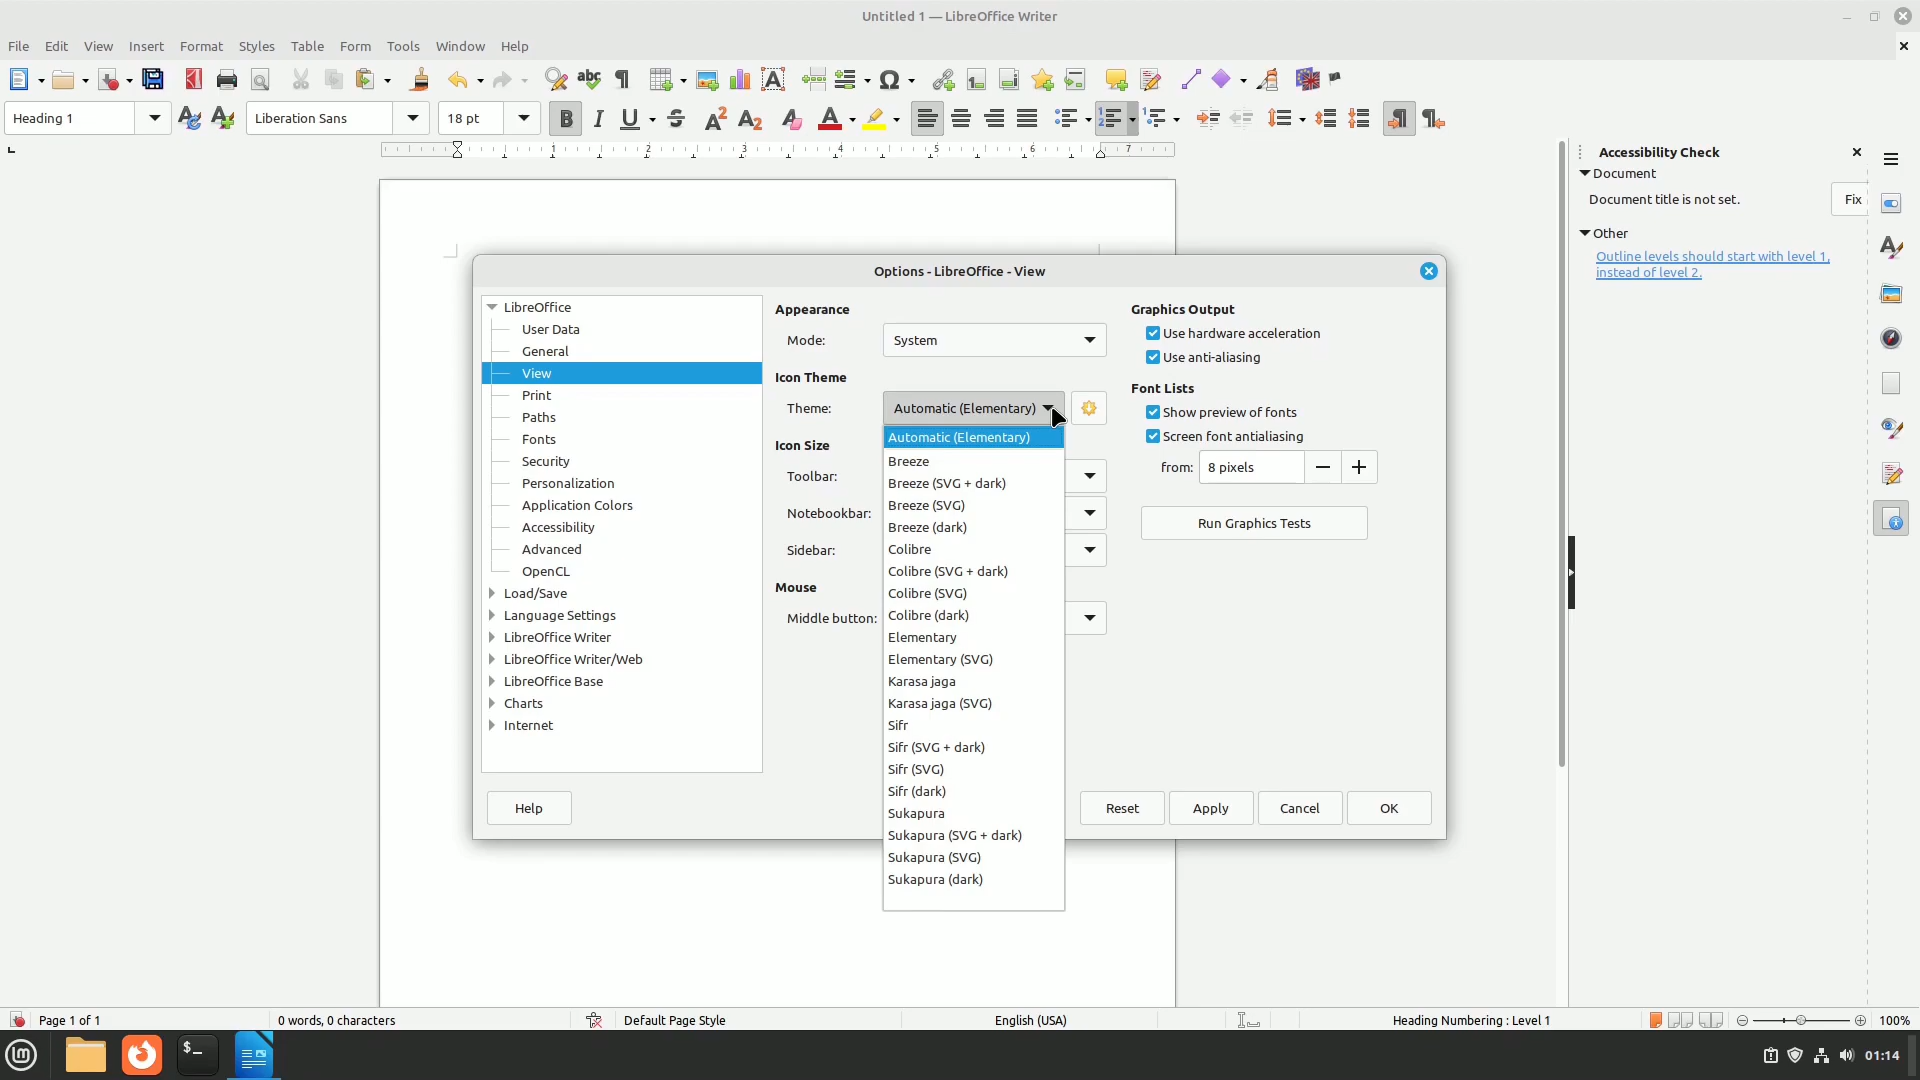 Untitled 1 — LibreOffice Writer
File Edit View Insert Format Styles Table Form Tools Window Help
Heading 1 Liberation Sans 18 pt
1 2 3 4 5 6 7
Accessibility Check
Document
Document title is not set. Fix
Other
Outline levels should start with level 1,
instead of level 2.
Options - LibreOffice - View
LibreOffice
User Data
General
View
Print
Paths
Fonts
Security
Personalization
Application Colors
Accessibility
Advanced
OpenCL
Load/Save
Language Settings
LibreOffice Writer
LibreOffice Writer/Web
LibreOffice Base
Charts
Internet
Appearance
Mode: System
Icon Theme
Theme: Automatic (Elementary)
Icon Size
Toolbar:
Notebookbar:
Sidebar:
Mouse
Middle button:
Automatic (Elementary)
Breeze
Breeze (SVG + dark)
Breeze (SVG)
Breeze (dark)
Colibre
Colibre (SVG + dark)
Colibre (SVG)
Colibre (dark)
Elementary
Elementary (SVG)
Karasa jaga
Karasa jaga (SVG)
Sifr
Sifr (SVG + dark)
Sifr (SVG)
Sifr (dark)
Sukapura
Sukapura (SVG + dark)
Sukapura (SVG)
Sukapura (dark)
Graphics Output
Use hardware acceleration
Use anti-aliasing
Font Lists
Show preview of fonts
Screen font antialiasing
from: 8 pixels
Run Graphics Tests
Help Reset Apply Cancel OK
Page 1 of 1 0 words, 0 characters Default Page Style English (USA) Heading Numbering : Level 1 100%
01:14